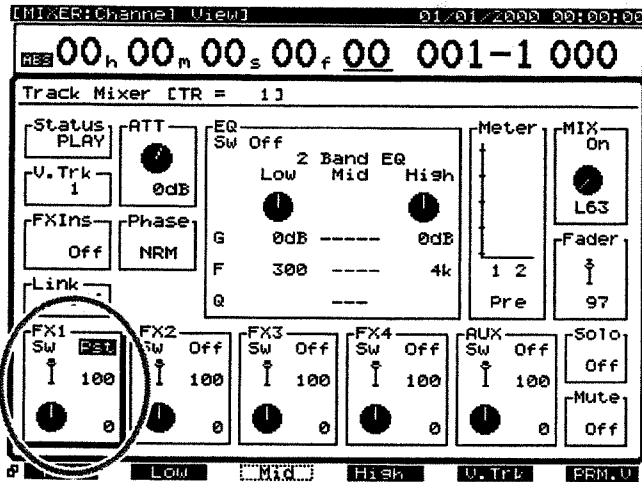 [MIXER:Channel View] 01/01/2000 00:00:00
ABS 00h 00m 00s 00f 00 001-1 000
Track Mixer [TR = 1]
Status PLAY
V.Trk 1
FXIns Off
Link
ATT 0dB
Phase NRM
EQ
Sw Off
2 Band EQ
Low Mid High
G 0dB ---- 0dB
F 300 ---- 4k
Q ---
Meter
1 2
Pre
MIX
On
L63
Fader
97
FX1
Sw Pst
100
0
FX2
Sw Off
100
0
FX3
Sw Off
100
0
FX4
Sw Off
100
0
AUX
Sw Off
100
0
Solo
Off
Mute
Off
Low Mid High V.Trk PRM.V